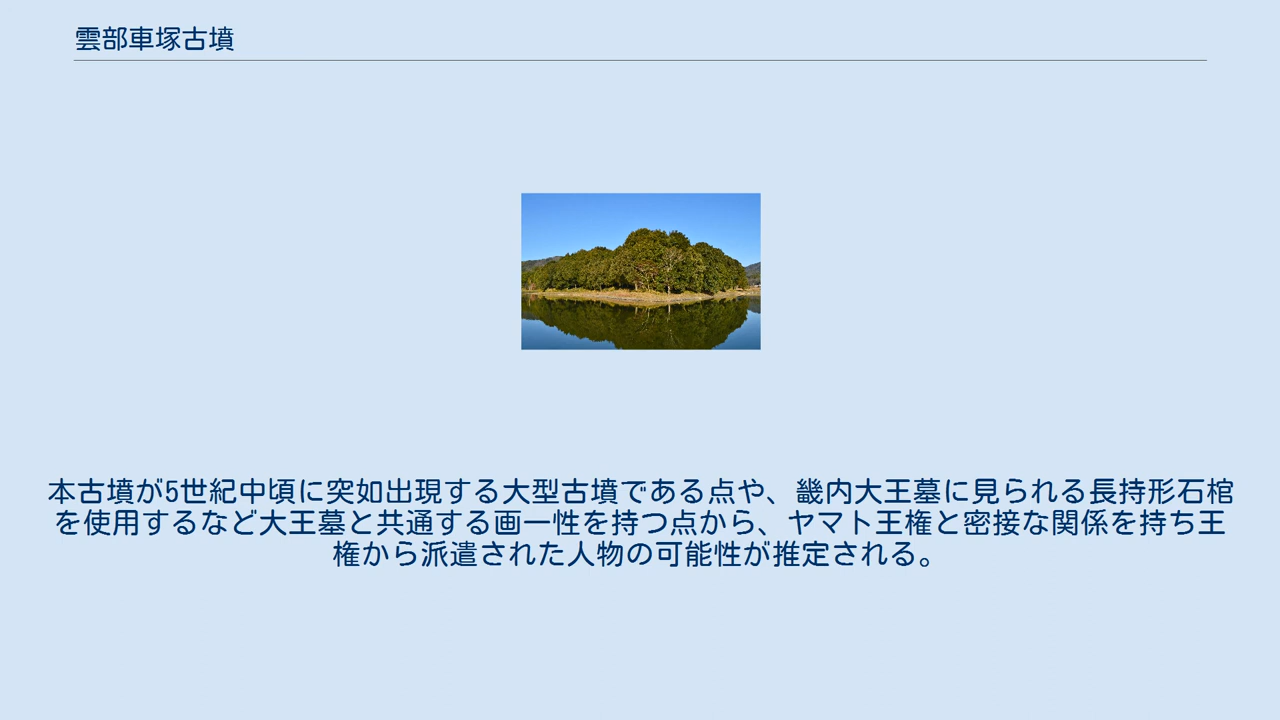 雲部車塚古墳
本古墳が5世紀中頃に突如出現する大型古墳である点や、畿内大王墓に見られる長持形石棺
を使用するなど大王墓と共通する画一性を持つ点から、ヤマト王権と密接な関係を持ち王
権から派遣された人物の可能性が推定される。